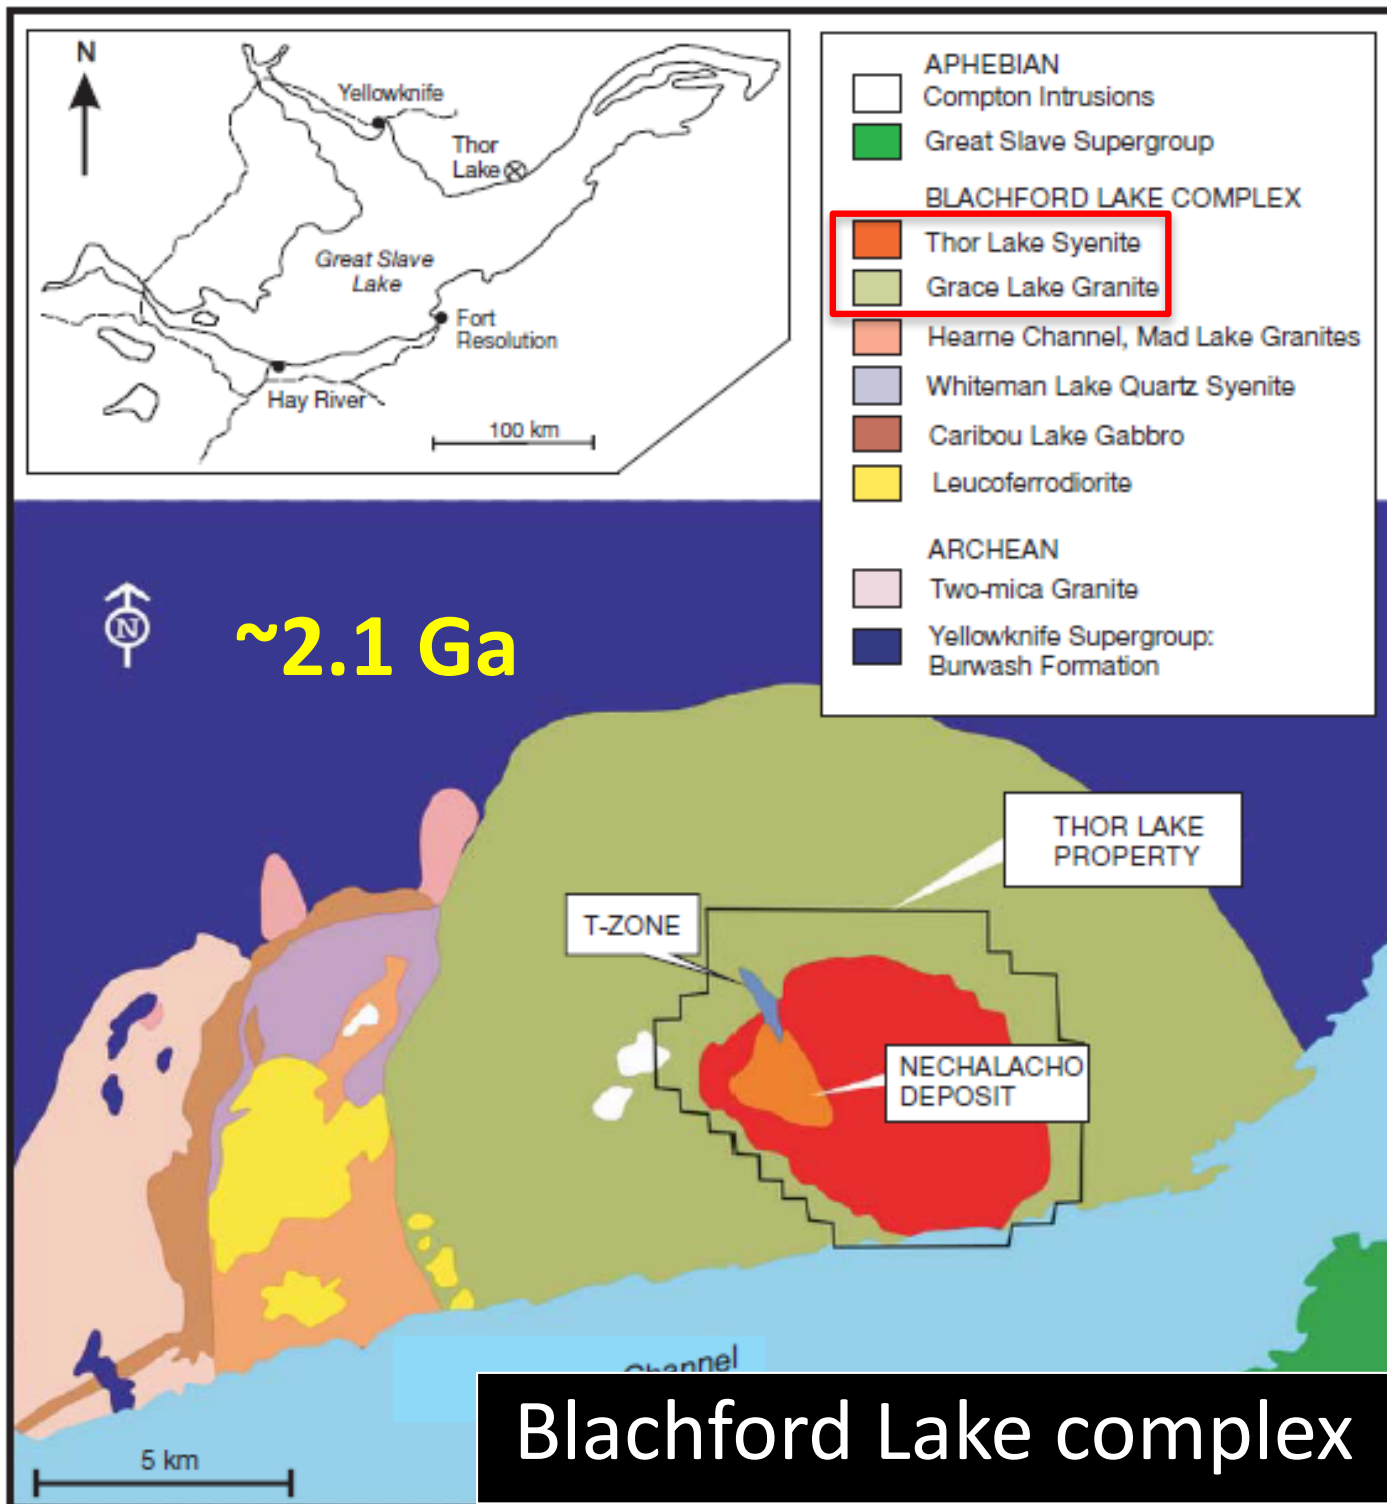 N
Yellowknife
Thor
Lake
Great Slave
Lake
Fort
Resolution
Hay River
100 km
APHEBIAN
Compton Intrusions
Great Slave Supergroup
BLACHFORD LAKE COMPLEX
Thor Lake Syenite
Grace Lake Granite
Hearne Channel, Mad Lake Granites
Whiteman Lake Quartz Syenite
Caribou Lake Gabbro
Leucoferrodiorite
ARCHEAN
Two-mica Granite
Yellowknife Supergroup:
Burwash Formation
N
~2.1 Ga
THOR LAKE
PROPERTY
T-ZONE
NECHALACHO
DEPOSIT
Channel
5 km
Blachford Lake complex